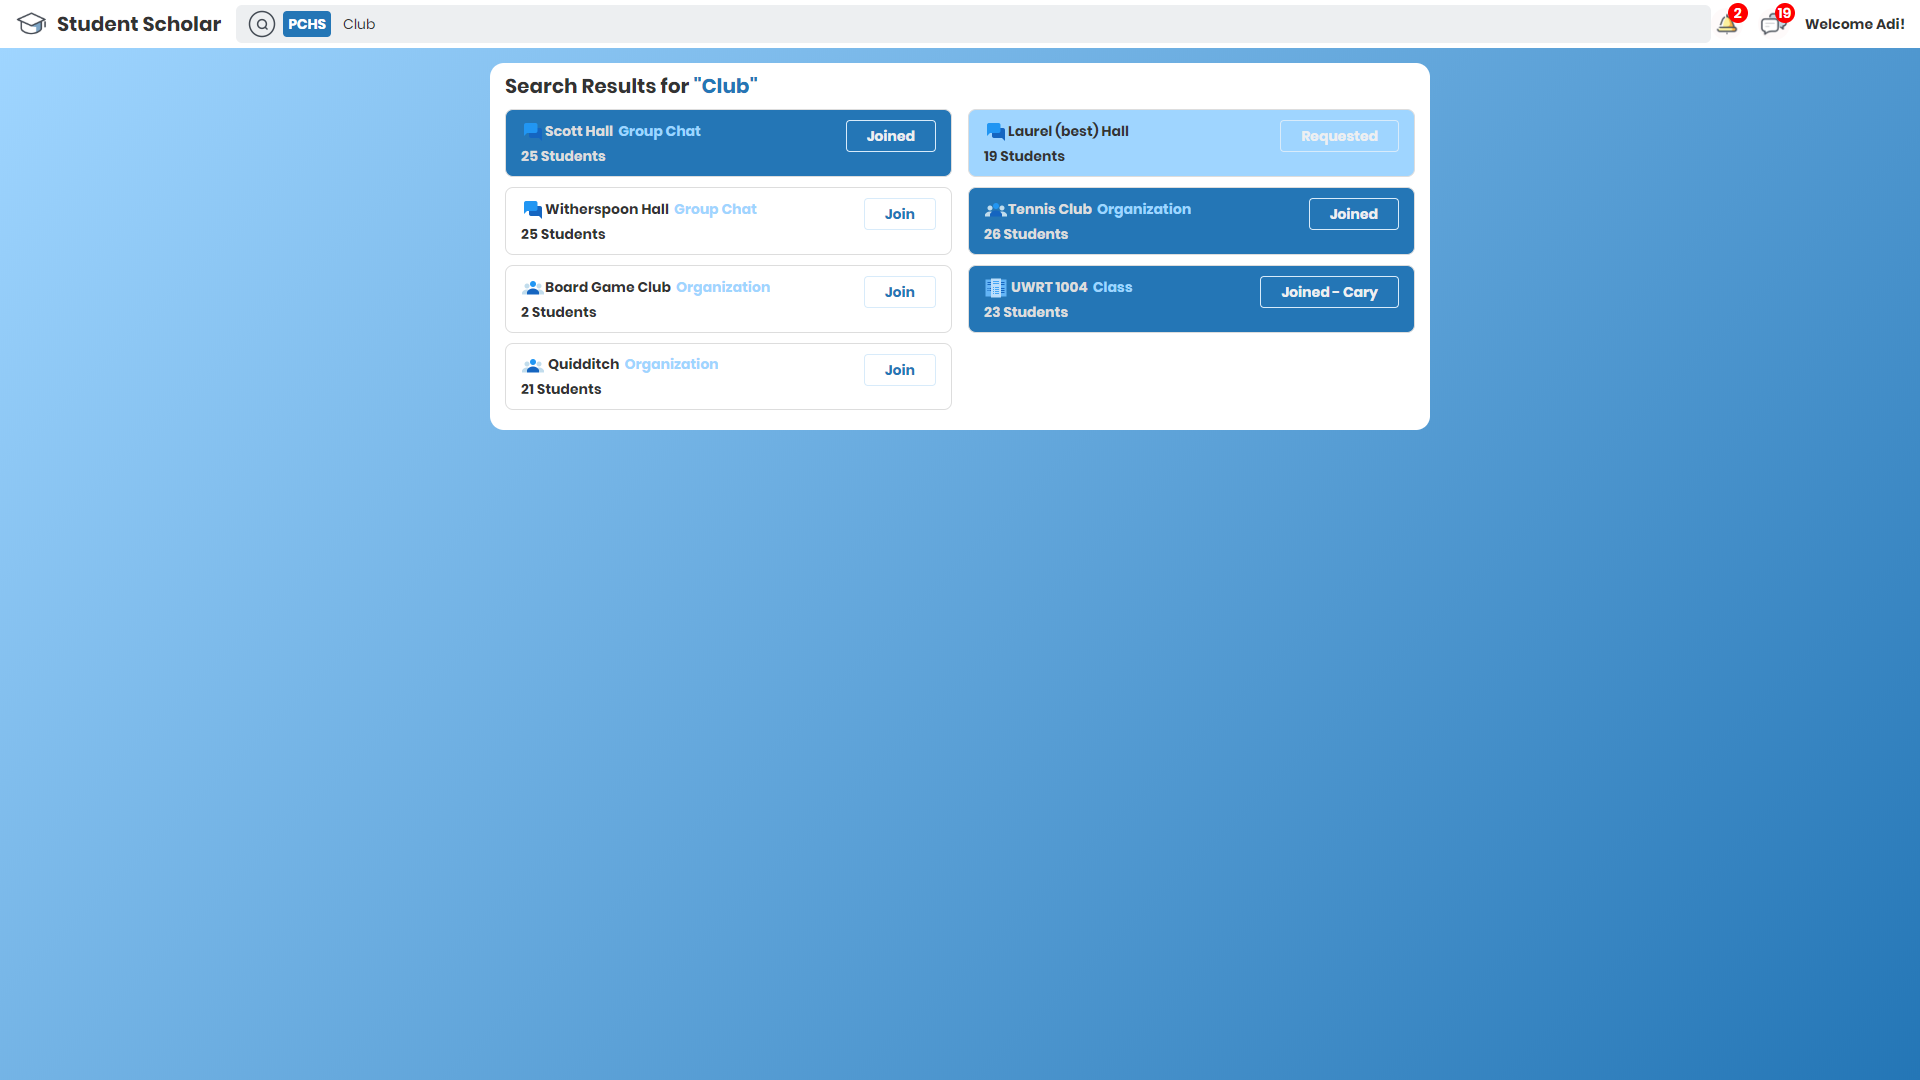 Student Scholar
PCHS Club
2
19
Welcome Adi!
Search Results for "Club"
Scott Hall Group Chat
25 Students
Joined
Laurel (best) Hall
19 Students
Requested
Witherspoon Hall Group Chat
25 Students
Join
Tennis Club Organization
26 Students
Joined
Board Game Club Organization
2 Students
Join
UWRT 1004 Class
23 Students
Joined - Cary
Quidditch Organization
21 Students
Join